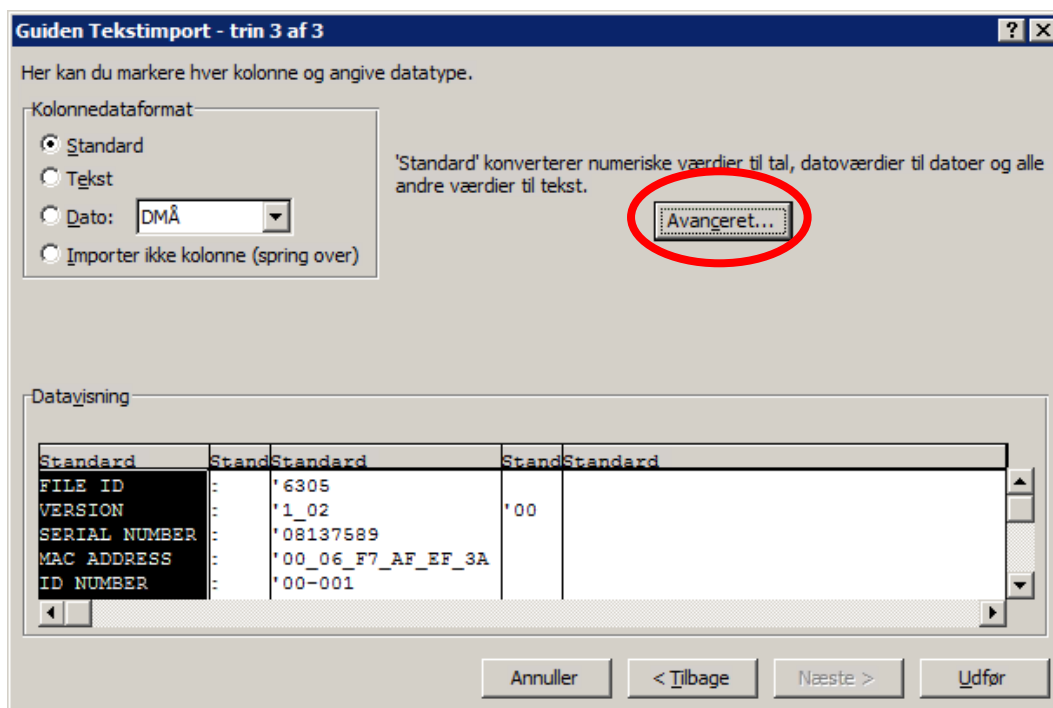 Guiden Tekstimport - trin 3 af 3
Her kan du markere hver kolonne og angive datatype.
Kolonnedataformat
Standard
Tekst
Dato: DMÅ
Importer ikke kolonne (spring over)
'Standard' konverterer numeriske værdier til tal, datoværdier til datoer og alle
andre værdier til tekst.
Avanceret...
Datavisning
Standard Stand Standard Stand Standard
FILE ID : '6305
VERSION : '1_02 '00
SERIAL NUMBER : '08137589
MAC ADDRESS : '00_06_F7_AF_EF_3A
ID NUMBER : '00-001
Annuller < Tilbage Næste > Udfør